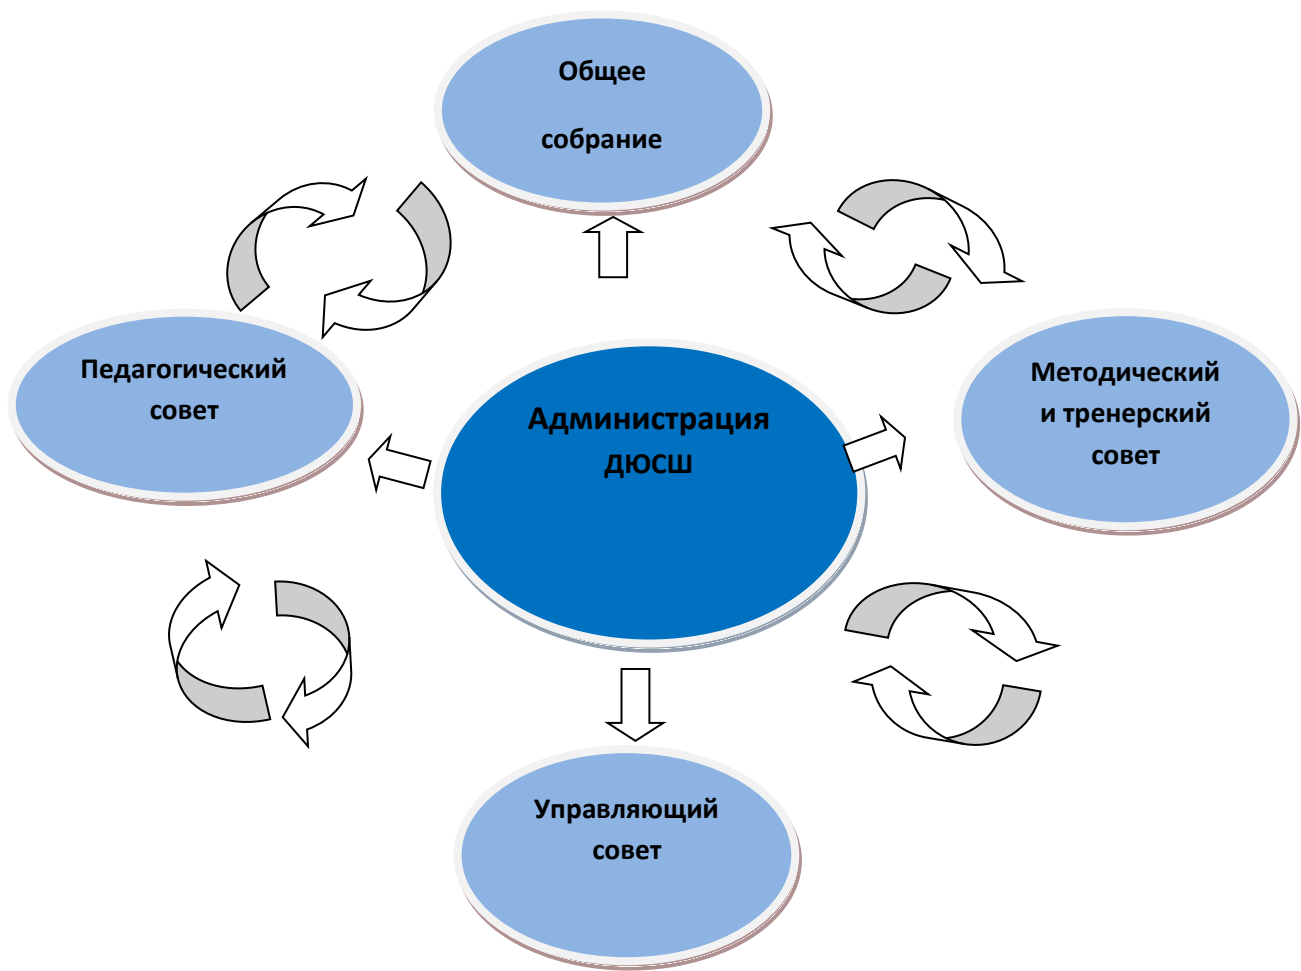 Общее
собрание
Педагогический
совет
Администрация
ДЮСШ
Методический
и тренерский
совет
Управляющий
совет